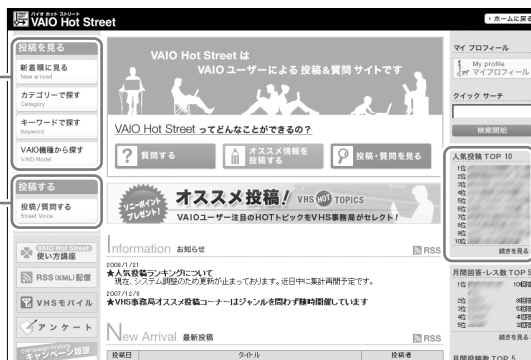 バイオ ホット ストリート
VAIO Hot Street
ホームに戻る
投稿を見る
新着順に見る
New arrived
カテゴリーで探す
Category
キーワードで探す
Keyword
VAIO機種から探す
VAIO Model
投稿する
投稿/質問する
Street Voice
VAIO Hot Street
使い方講座
RSS(XML)配信
VHSモバイル
アンケート
campaign history
キャンペーン履歴
VAIO Hot Street は
VAIO ユーザーによる 投稿&質問 サイトです
VAIO Hot Street ってどんなことができるの？
質問する
オススメ情報を
投稿する
投稿・質問を見る
ソニーポイント
プレゼント!
オススメ投稿! VHS HOT TOPICS
VAIOユーザー注目のHOTトピックをVHS事務局がセレクト!
Information お知らせ
RSS
2008/1/21
★人気投稿ランキングについて
現在、システム調整のため更新が止まっております。近日中に集計再開予定です。
2007/12/8
★VHS事務局オススメ投稿コーナーはジャンルを問わず随時開催しています
New Arrival 最新投稿
RSS
投稿日
タイトル
投稿者
マイ プロフィール
My profile
マイプロフィール
クイック サーチ
検索開始
人気投稿 TOP 10
1位
2位
3位
4位
5位
6位
7位
8位
9位
10位
続きを見る
月間回答・レス数 TOP 5
1位
2位
3位
4位
5位
続きを見る
月間投稿数 TOP 5